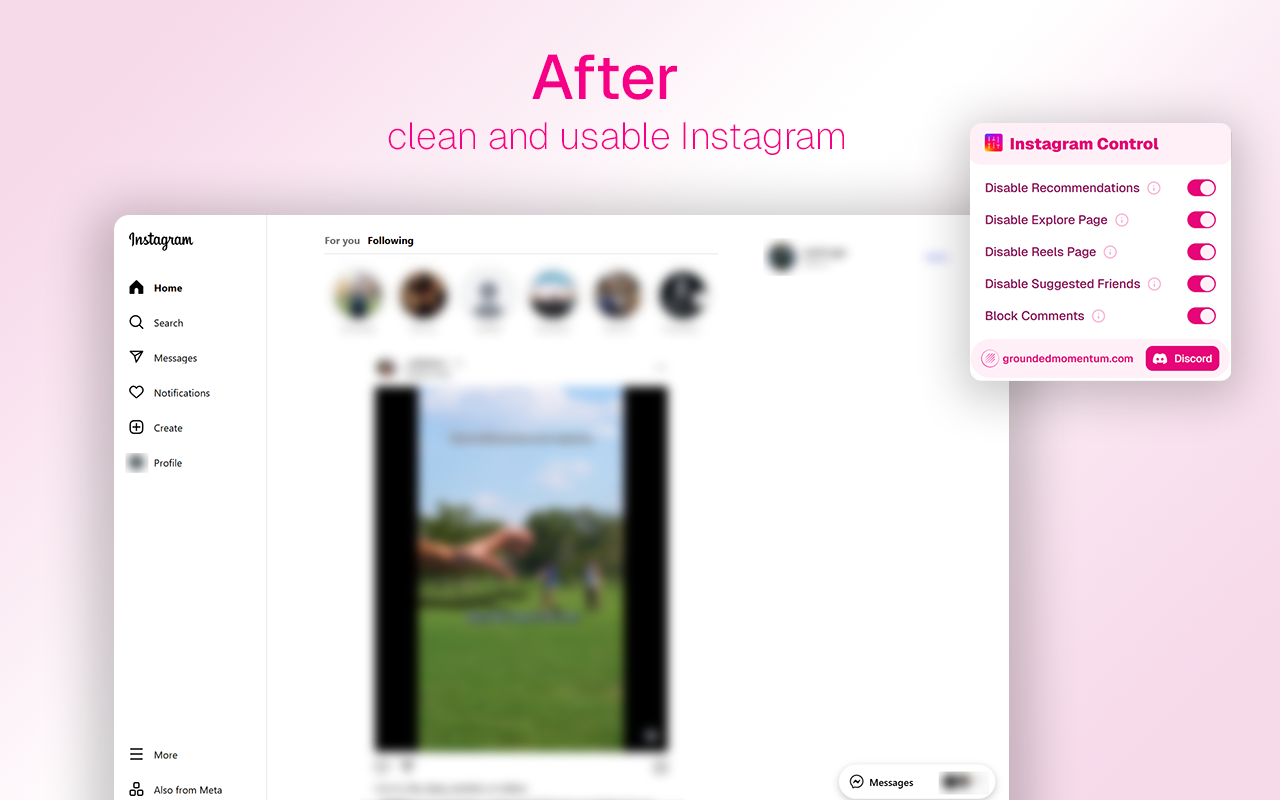 After
clean and usable Instagram
Instagram Control
Disable Recommendations
Disable Explore Page
Disable Reels Page
Disable Suggested Friends
Block Comments
groundedmomentum.com
Discord
Instagram
Home
Search
Messages
Notifications
Create
Profile
More
Also from Meta
For you Following
Messages